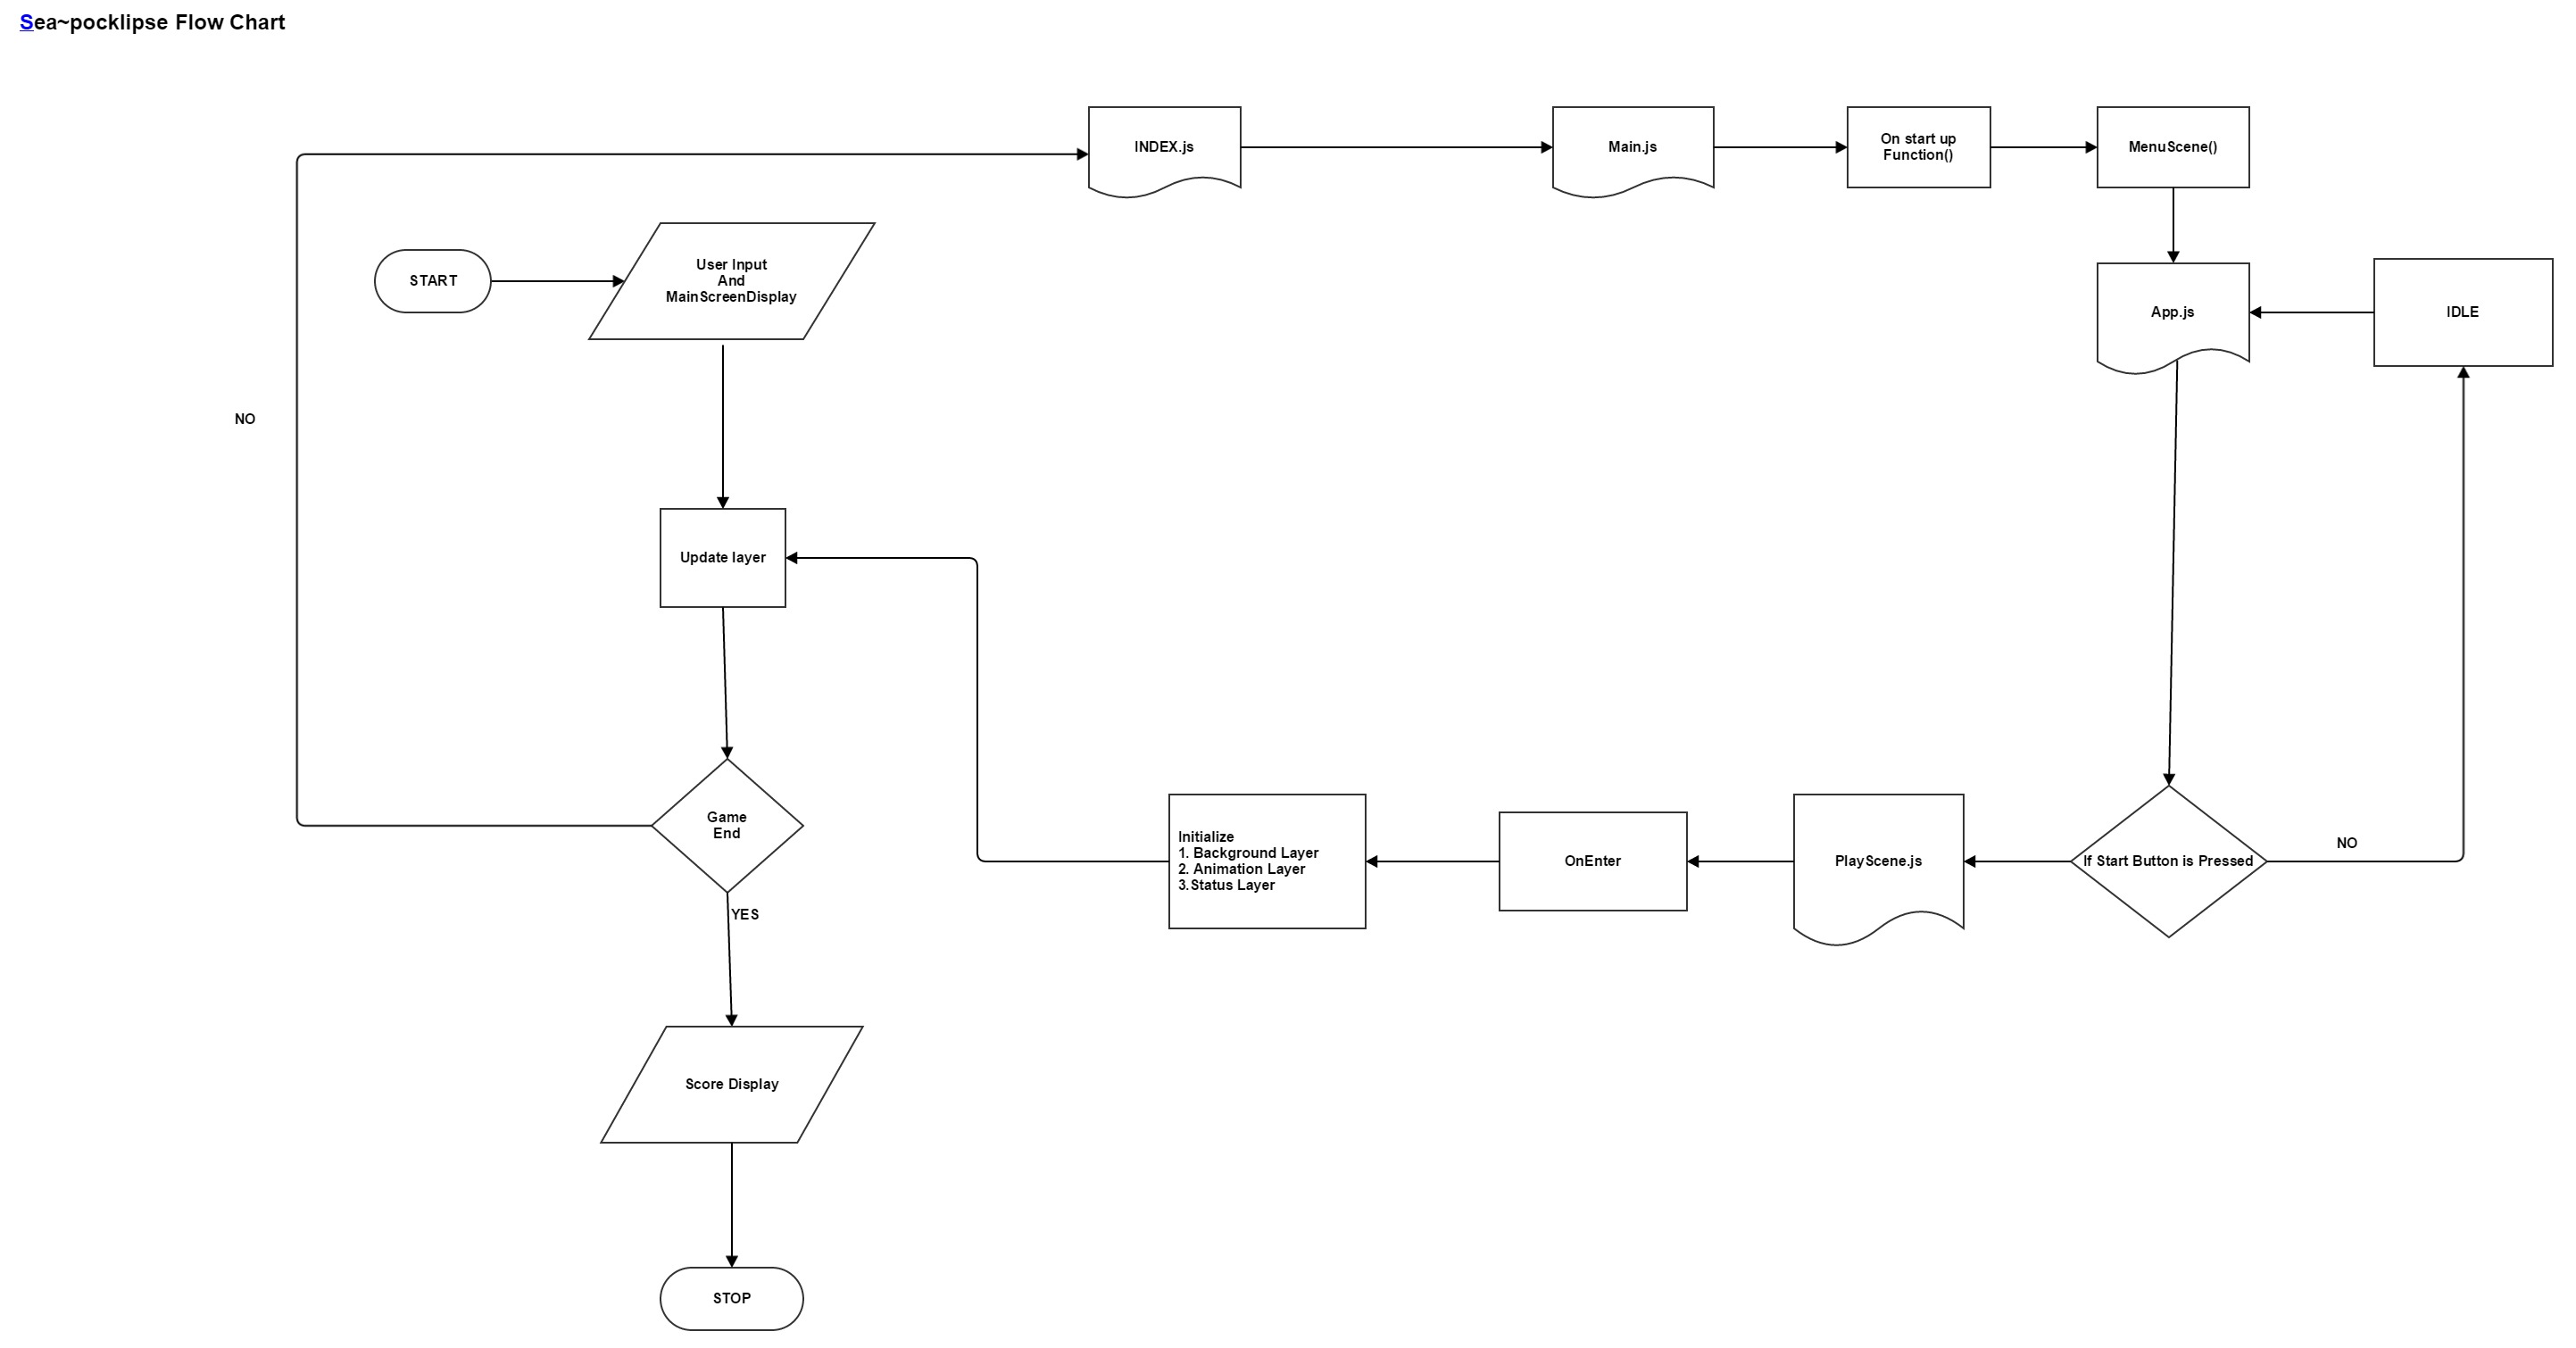 Sea~pocklipse Flow Chart
INDEX.js
Main.js
On start up
Function()
MenuScene()
START
User Input
And
MainScreenDisplay
App.js
IDLE
NO
Update layer
Game
End
YES
Initialize
1. Background Layer
2. Animation Layer
3.Status Layer
OnEnter
PlayScene.js
If Start Button is Pressed
NO
Score Display
STOP